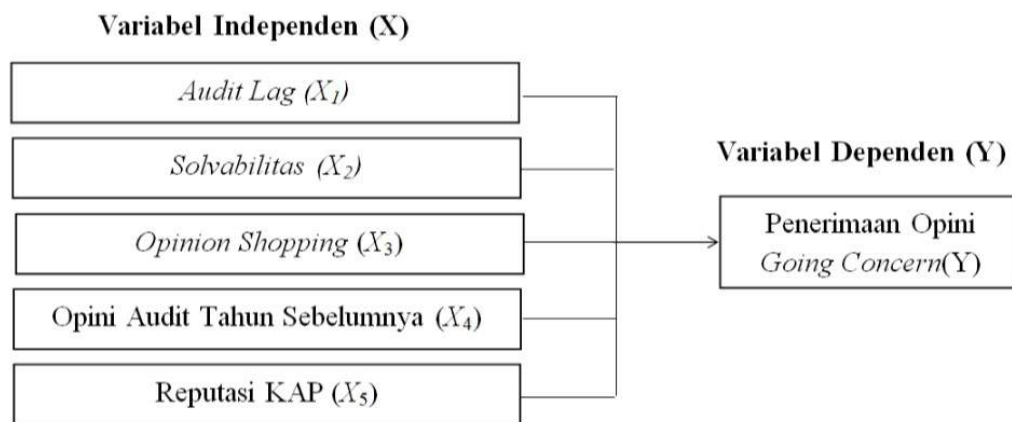 Variabel Independen (X)
Audit Lag (X1)
Solvabilitas (X2)
Opinion Shopping (X3)
Opini Audit Tahun Sebelumnya (X4)
Reputasi KAP (X5)
Variabel Dependen (Y)
Penerimaan Opini
Going Concern(Y)